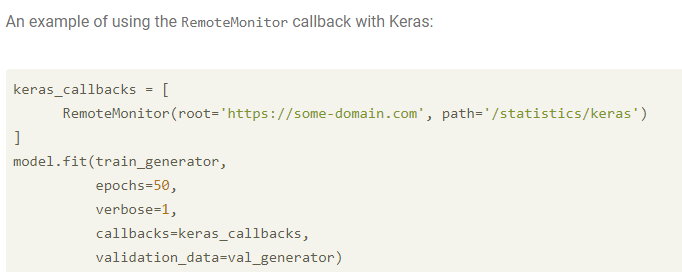 An example of using the RemoteMonitor callback with Keras:
keras_callbacks = [
      RemoteMonitor(root='https://some-domain.com', path='/statistics/keras')
]
model.fit(train_generator,
          epochs=50,
          verbose=1,
          callbacks=keras_callbacks,
          validation_data=val_generator)